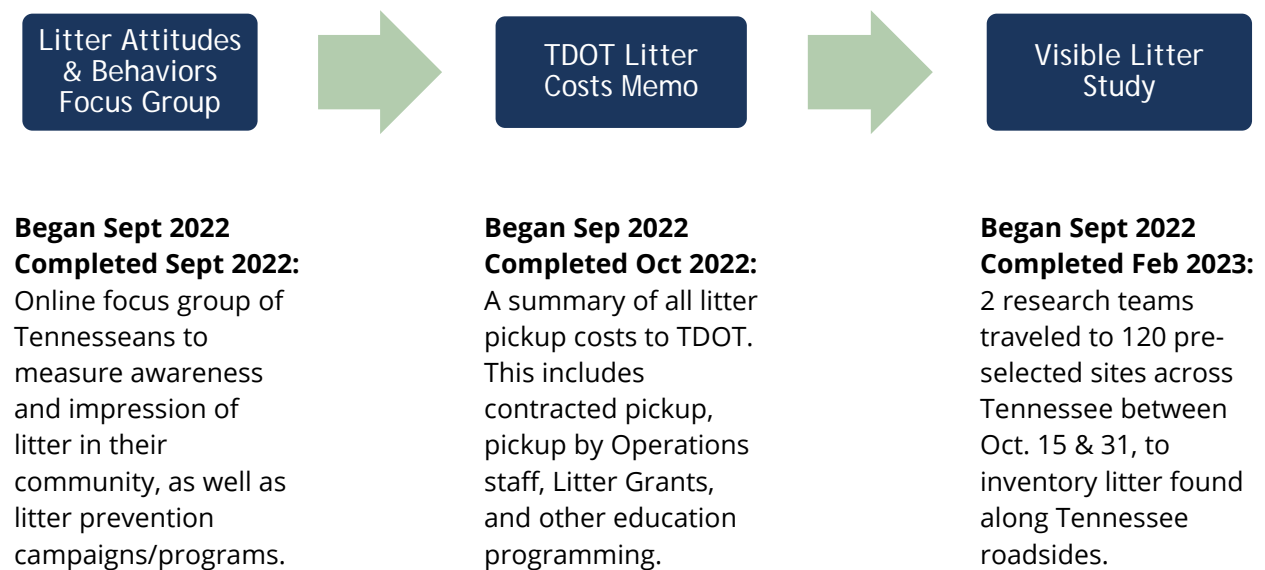 Litter Attitudes
& Behaviors
Focus Group
TDOT Litter
Costs Memo
Visible Litter
Study
Began Sept 2022
Completed Sept 2022:
Online focus group of
Tennesseans to
measure awareness
and impression of
litter in their
community, as well as
litter prevention
campaigns/programs.
Began Sep 2022
Completed Oct 2022:
A summary of all litter
pickup costs to TDOT.
This includes
contracted pickup,
pickup by Operations
staff, Litter Grants,
and other education
programming.
Began Sept 2022
Completed Feb 2023:
2 research teams
traveled to 120 pre-
selected sites across
Tennessee between
Oct. 15 & 31, to
inventory litter found
along Tennessee
roadsides.